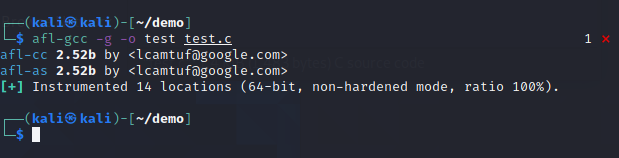 ┌──(kali㉿kali)-[~/demo]
└─$ afl-gcc -g -o test test.c 1 ⨯
afl-cc 2.52b by <lcamtuf@google.com>
afl-as 2.52b by <lcamtuf@google.com>
[+] Instrumented 14 locations (64-bit, non-hardened mode, ratio 100%).
┌──(kali㉿kali)-[~/demo]
└─$